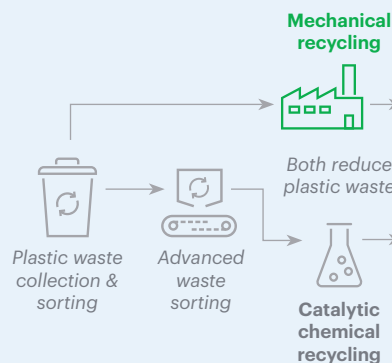 Mechanical
recycling
Both reduce
plastic waste
Plastic waste
collection &
sorting
Advanced
waste
sorting
Catalytic
chemical
recycling